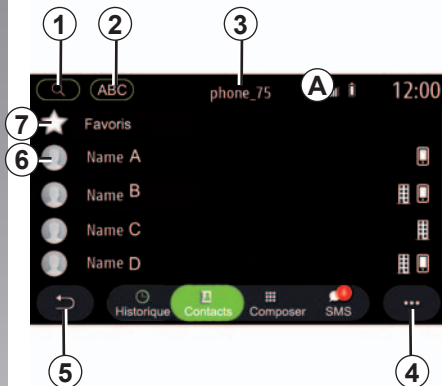 1 2 3
ABC phone_75 A 12:00
7 Favoris
6 Name A
Name B
Name C
Name D
Historique Contacts Composer SMS
5 4